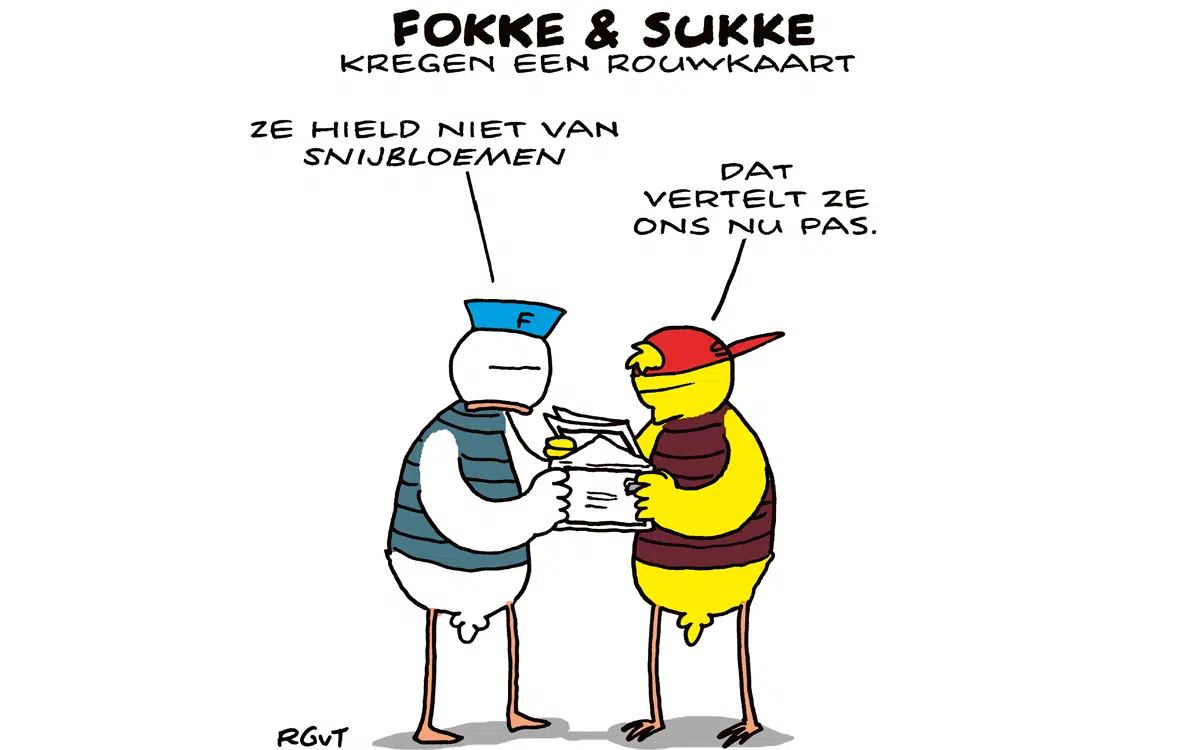 FOKKE & SUKKE
KREGEN EEN ROUWKAART
ZE HIELD NIET VAN
SNIJBLOEMEN
DAT
VERTELT ZE
ONS NU PAS.
F
RGvT